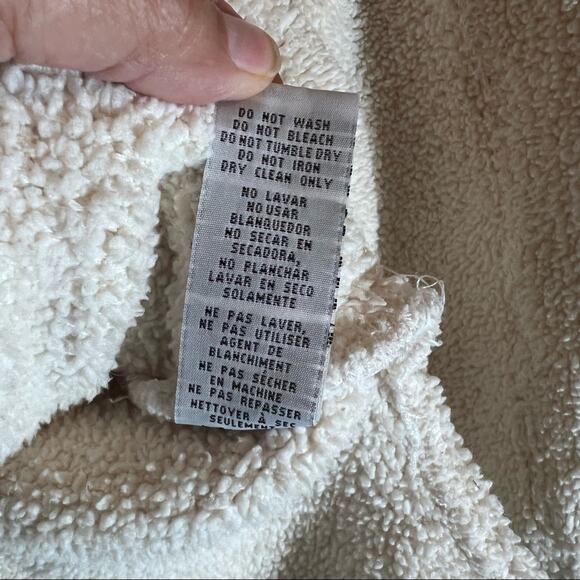 DO NOT WASH
DO NOT BLEACH
DO NOT TUMBLE DRY
DO NOT IRON
DRY CLEAN ONLY
NO LAVAR
NO USAR
BLANQUEDOR
NO SECAR EN
SECADORA,
NO PLANCHAR
LAVAR EN SECO
SOLAMENTE
NE PAS LAVER,
NE PAS UTILISER
AGENT DE
BLANCHIMENT
NE PAS SÉCHER
EN MACHINE
NE PAS REPASSER
NETTOYER À SES
SEULEMENT